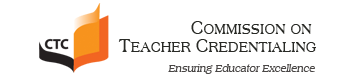 CTC
COMMISSION ON
TEACHER CREDENTIALING
Ensuring Educator Excellence